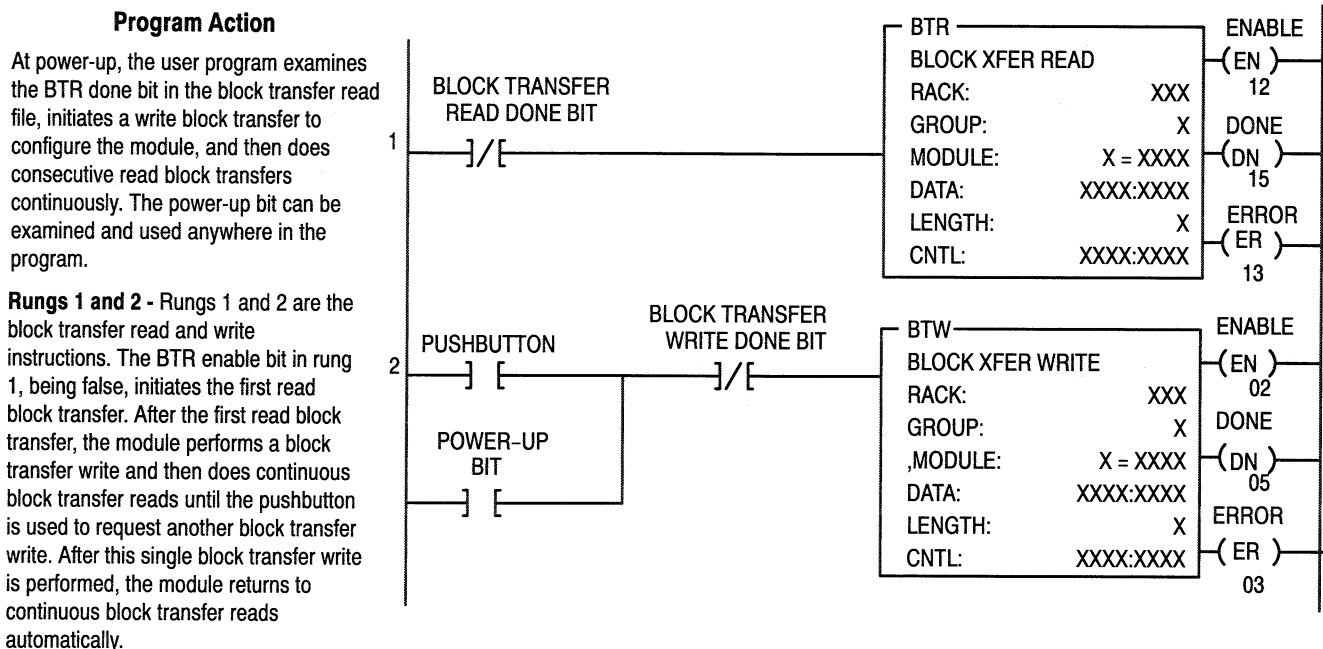 Program Action
At power-up, the user program examines
the BTR done bit in the block transfer read
file, initiates a write block transfer to
configure the module, and then does
consecutive read block transfers
continuously. The power-up bit can be
examined and used anywhere in the
program.
Rungs 1 and 2 - Rungs 1 and 2 are the
block transfer read and write
instructions. The BTR enable bit in rung
1, being false, initiates the first read
block transfer. After the first read block
transfer, the module performs a block
transfer write and then does continuous
block transfer reads until the pushbutton
is used to request another block transfer
write. After this single block transfer write
is performed, the module returns to
continuous block transfer reads
automatically.
1
BLOCK TRANSFER
READ DONE BIT
BTR
BLOCK XFER READ
RACK: XXX
GROUP: X
MODULE: X = XXXX
DATA: XXXX:XXXX
LENGTH: X
CNTL: XXXX:XXXX
ENABLE
EN
12
DONE
DN
15
ERROR
ER
13
2
PUSHBUTTON
POWER-UP
BIT
BLOCK TRANSFER
WRITE DONE BIT
BTW
BLOCK XFER WRITE
RACK: XXX
GROUP: X
,MODULE: X = XXXX
DATA: XXXX:XXXX
LENGTH: X
CNTL: XXXX:XXXX
ENABLE
EN
02
DONE
DN
05
ERROR
ER
03